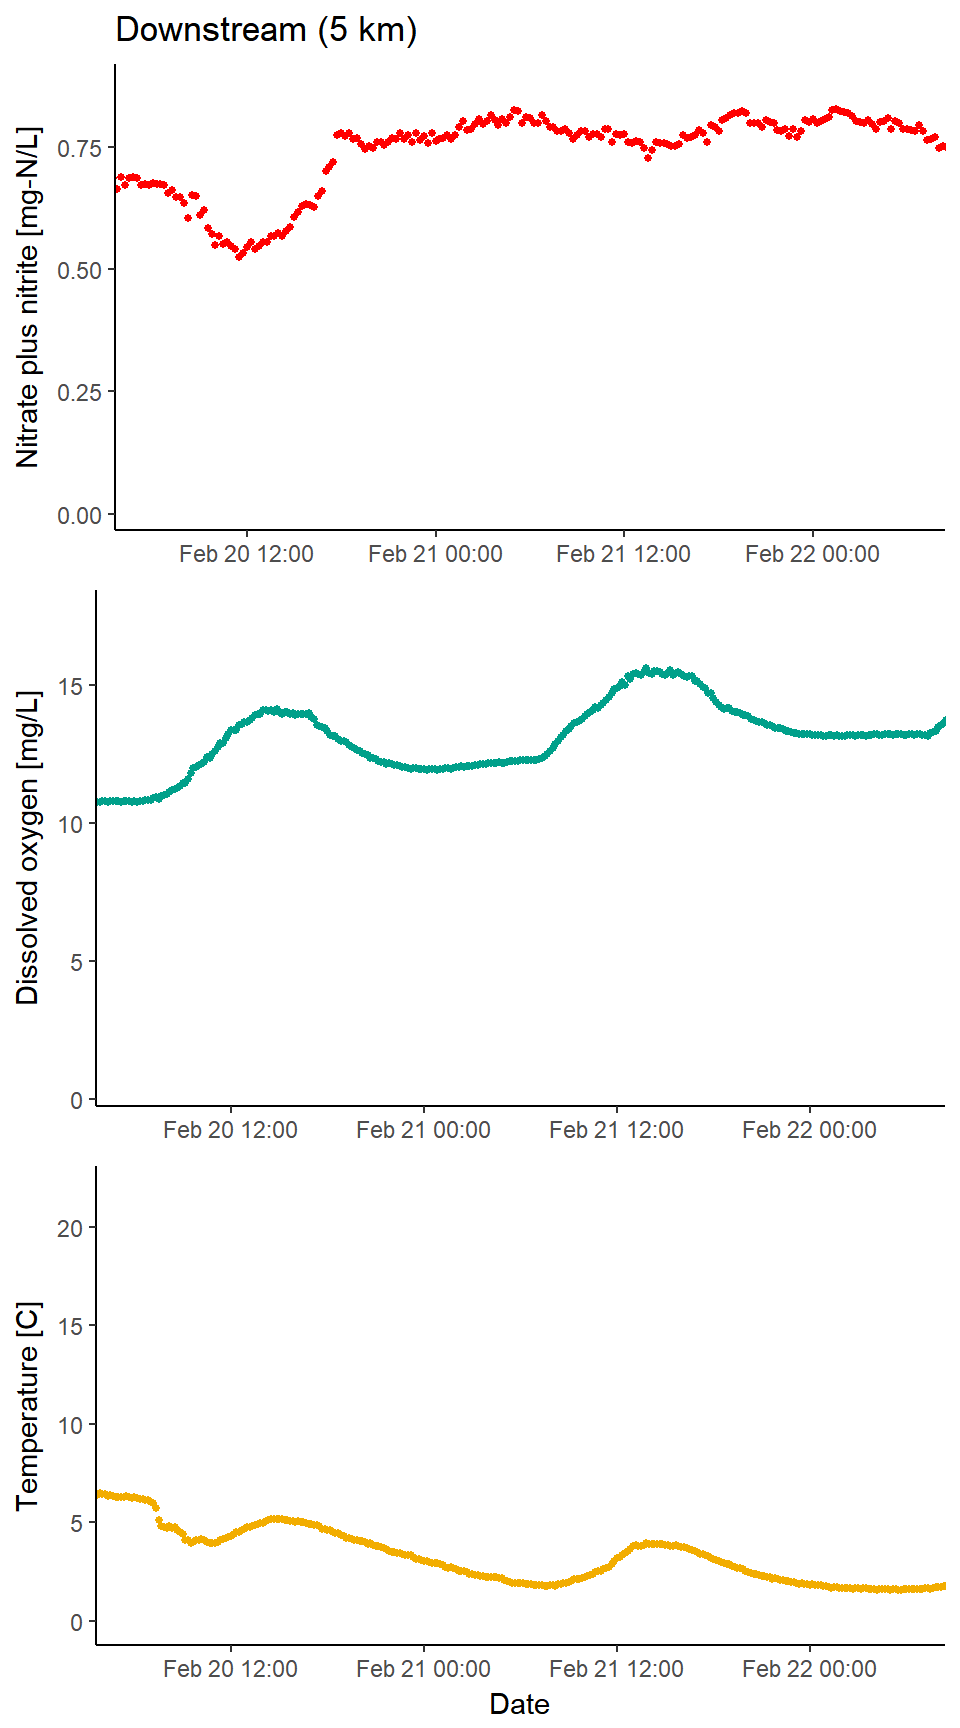 Downstream (5 km)
Nitrate plus nitrite [mg-N/L]
0.75
0.50
0.25
0.00
Feb 20 12:00 Feb 21 00:00 Feb 21 12:00 Feb 22 00:00
Dissolved oxygen [mg/L]
15
10
5
0
Feb 20 12:00 Feb 21 00:00 Feb 21 12:00 Feb 22 00:00
Temperature [C]
20
15
10
5
0
Feb 20 12:00 Feb 21 00:00 Feb 21 12:00 Feb 22 00:00
Date